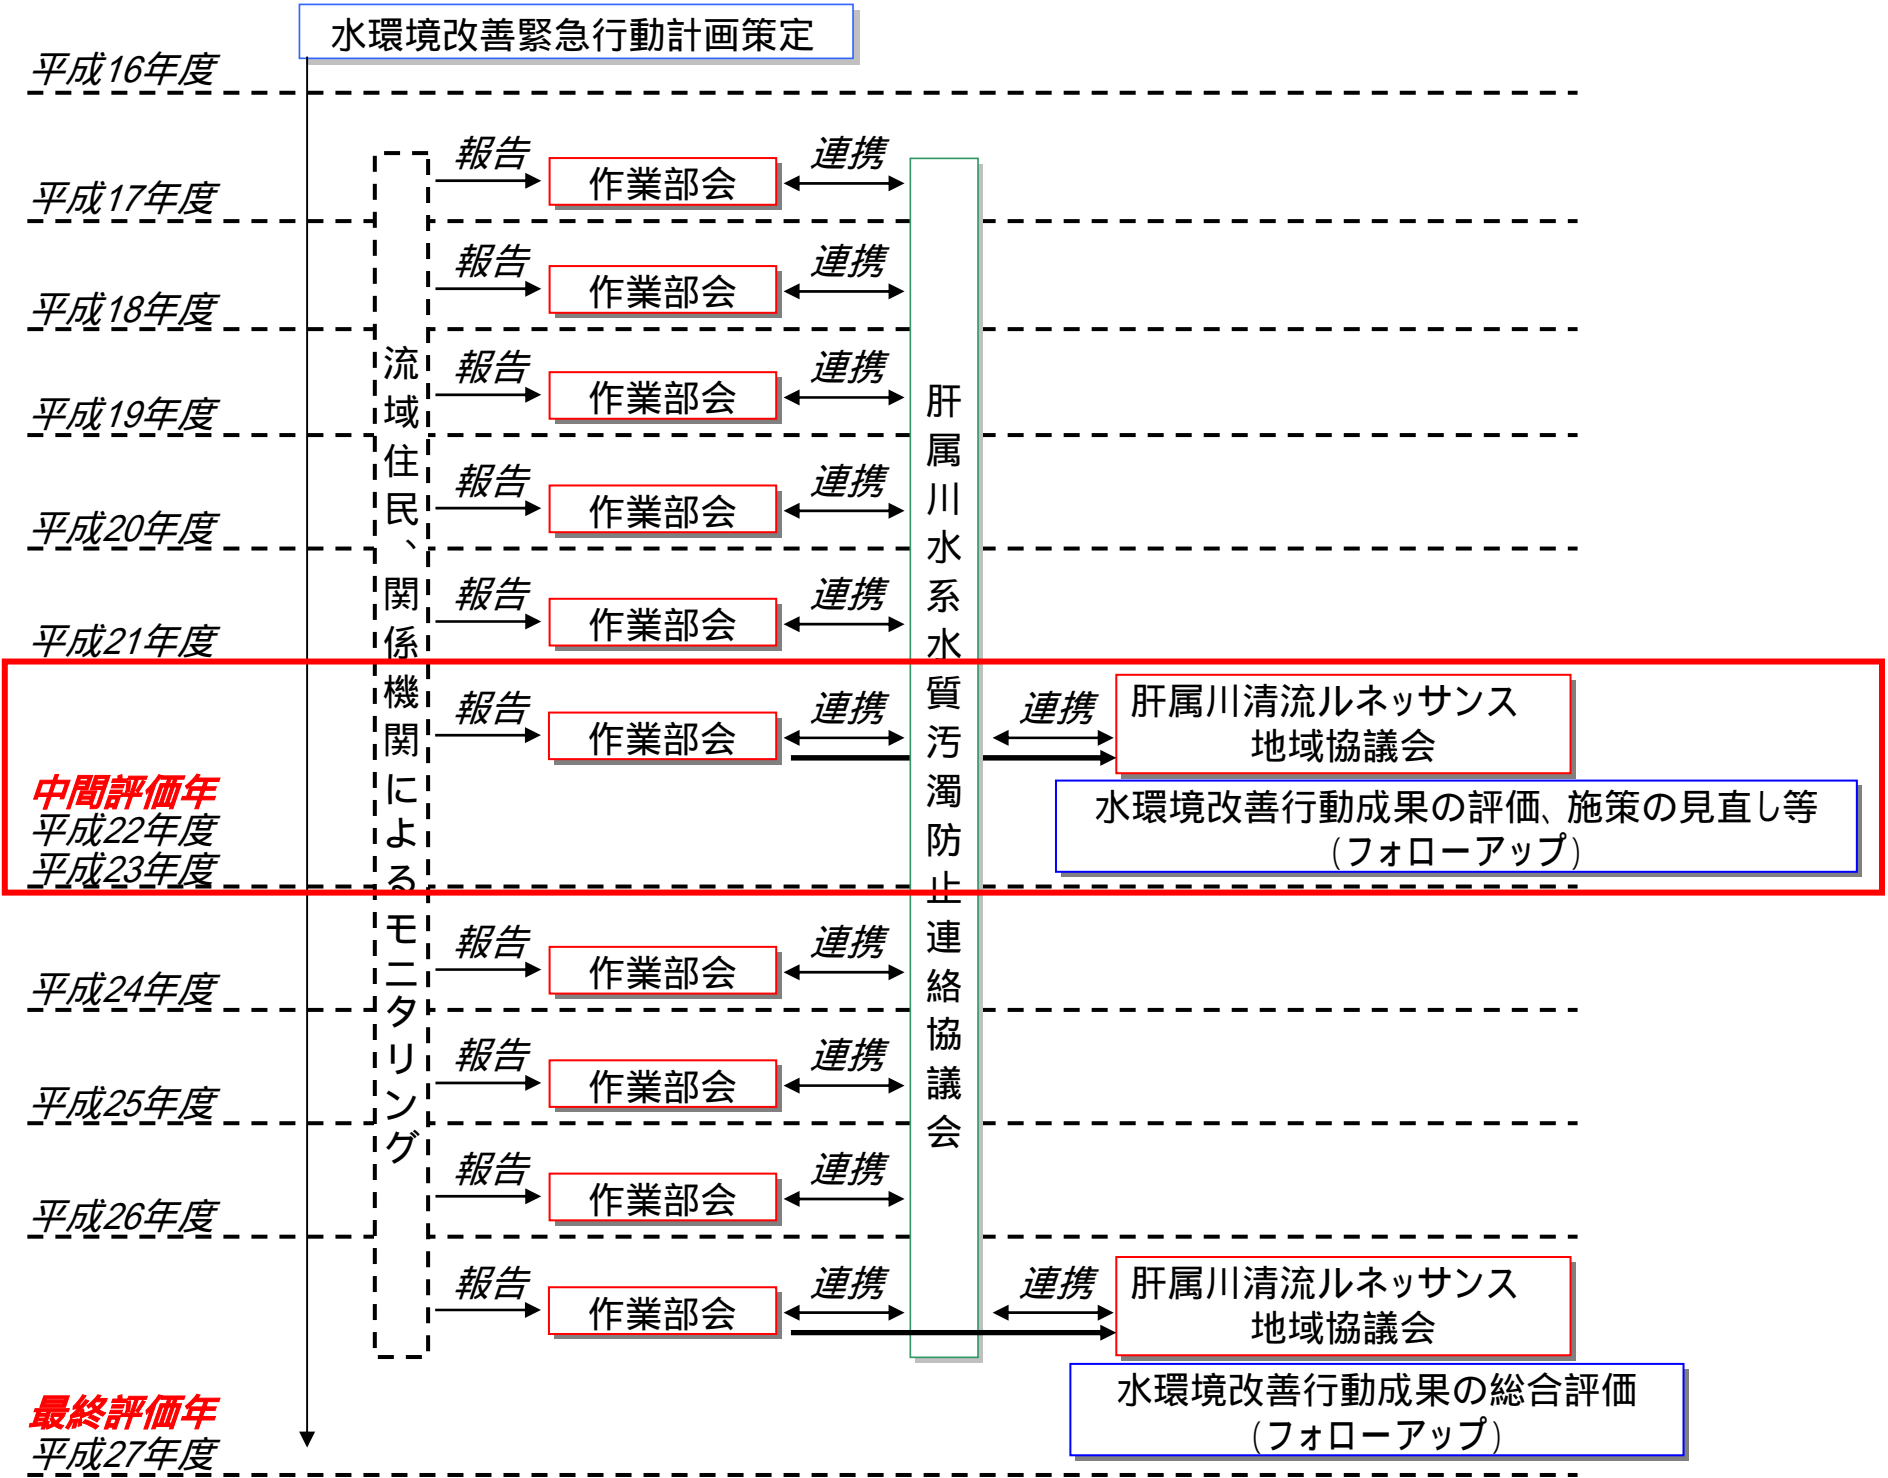 水環境改善緊急行動計画策定
平成16年度
報告
作業部会
連携
平成17年度
報告
作業部会
連携
平成18年度
報告
作業部会
連携
平成19年度
報告
作業部会
連携
平成20年度
報告
作業部会
連携
平成21年度
流域住民、関係機関によるモニタリング
肝属川水系水質汚濁防止連絡協議会
報告
作業部会
連携
連携
肝属川清流ルネッサンス
地域協議会
水環境改善行動成果の評価、施策の見直し等
(フォローアップ)
中間評価年
平成22年度
平成23年度
報告
作業部会
連携
平成24年度
報告
作業部会
連携
平成25年度
報告
作業部会
連携
平成26年度
報告
作業部会
連携
連携
肝属川清流ルネッサンス
地域協議会
水環境改善行動成果の総合評価
(フォローアップ)
最終評価年
平成27年度